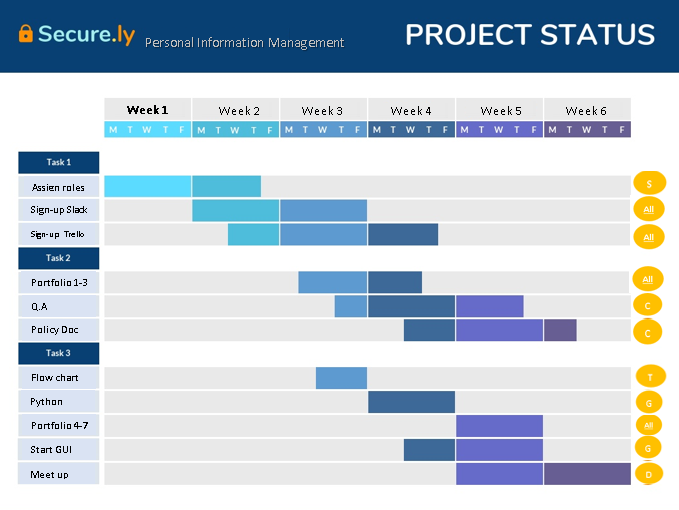 Secure.ly Personal Information Management PROJECT STATUS
Week 1 Week 2 Week 3 Week 4 Week 5 Week 6
M T W T F M T W T F M T W T F M T W T F M T W T F M T W T F
Task 1
Assign roles S
Sign-up Slack All
Sign-up Trello All
Task 2
Portfolio 1-3 All
Q.A C
Policy Doc C
Task 3
Flow chart T
Python G
Portfolio 4-7 All
Start GUI G
Meet up D